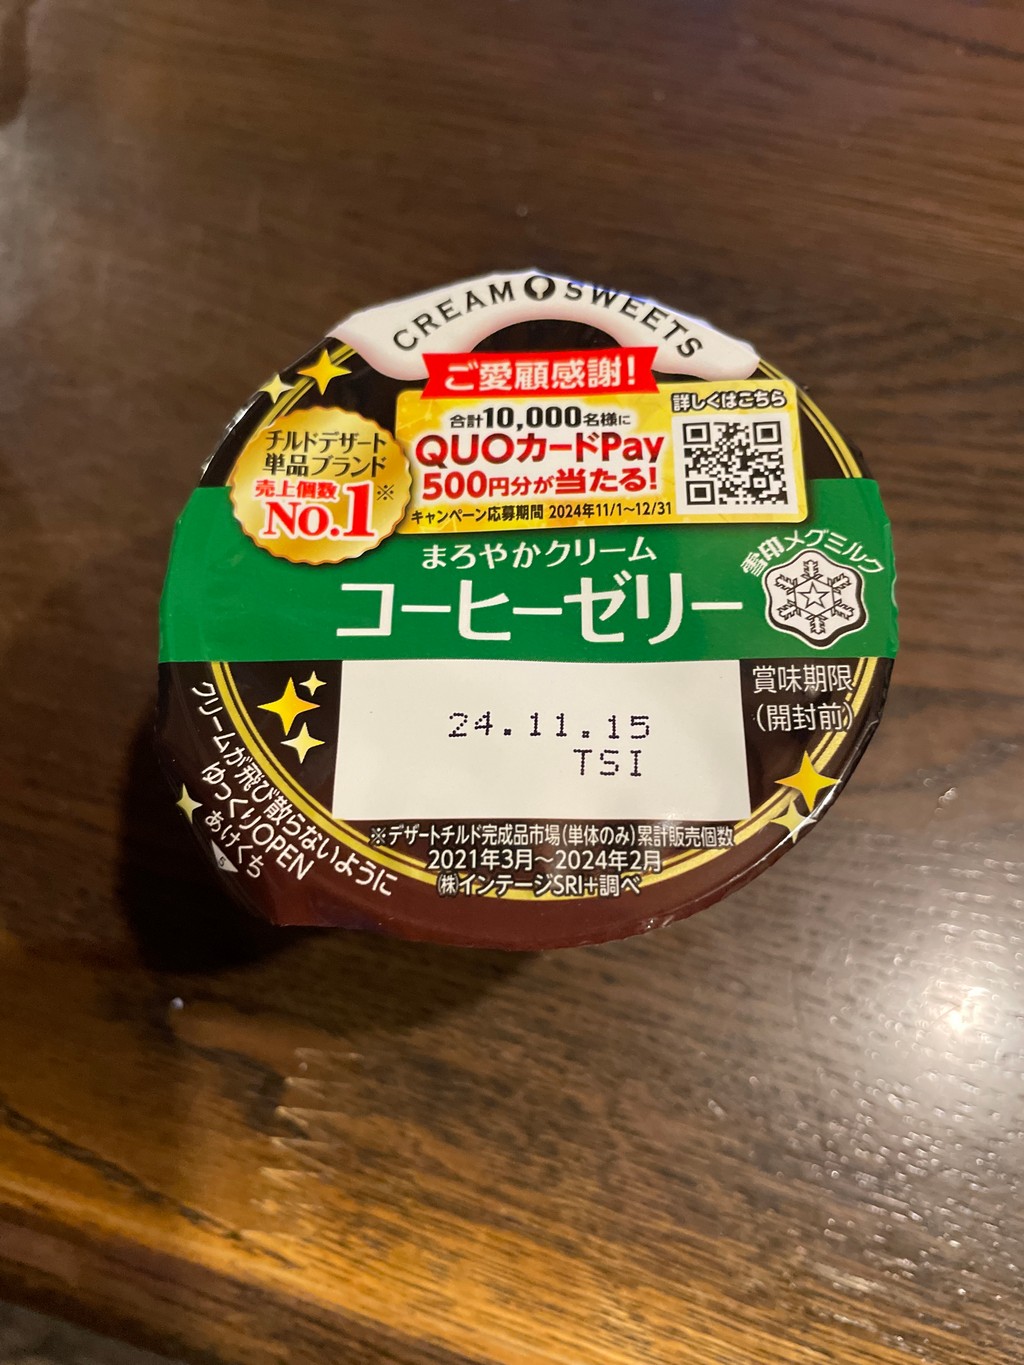 CREAM SWEETS
ご愛顧感謝!
合計10,000名様に
QUOカードPay
500円分が当たる!
キャンペーン応募期間 2024年11/1~12/31
詳しくはこちら
チルドデザート
単品ブランド
売上個数
No.1※
まろやかクリーム
コーヒーゼリー
雪印メグミルク
賞味期限
(開封前)
24.11.15
TSI
クリームが飛び散らないように
ゆっくりOPEN
あけくち
※デザートチルド完成品市場(単体のみ)累計販売個数
2021年3月~2024年2月
㈱インテージSRI+調べ